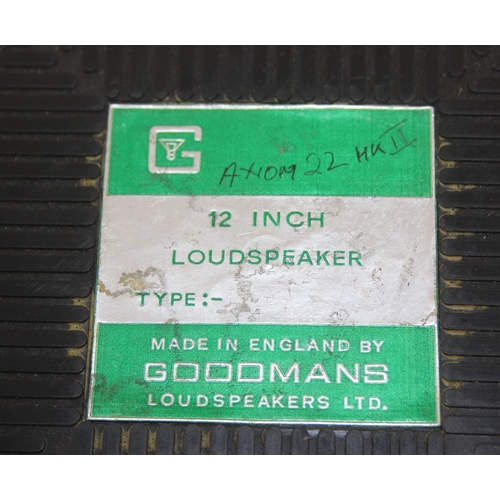 G
AXIOM 22 MK II
12 INCH
LOUDSPEAKER
TYPE:-
MADE IN ENGLAND BY
GOODMANS
LOUDSPEAKERS LTD.